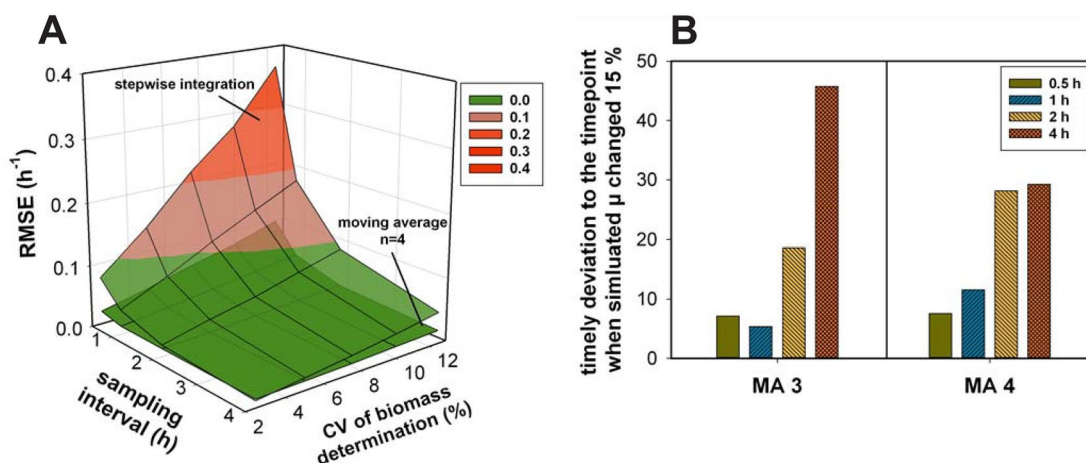 A
RMSE (h-1)
0.4
0.3
0.2
0.1
0.0
stepwise integration
moving average
n=4
0.0
0.1
0.2
0.3
0.4
1
2
3
4
sampling
interval (h)
2
4
6
8
10
12
CV of biomass
determination (%)
B
timely deviation to the timepoint
when simluated μ changed 15 %
50
40
30
20
10
0
0.5 h
1 h
2 h
4 h
MA 3
MA 4